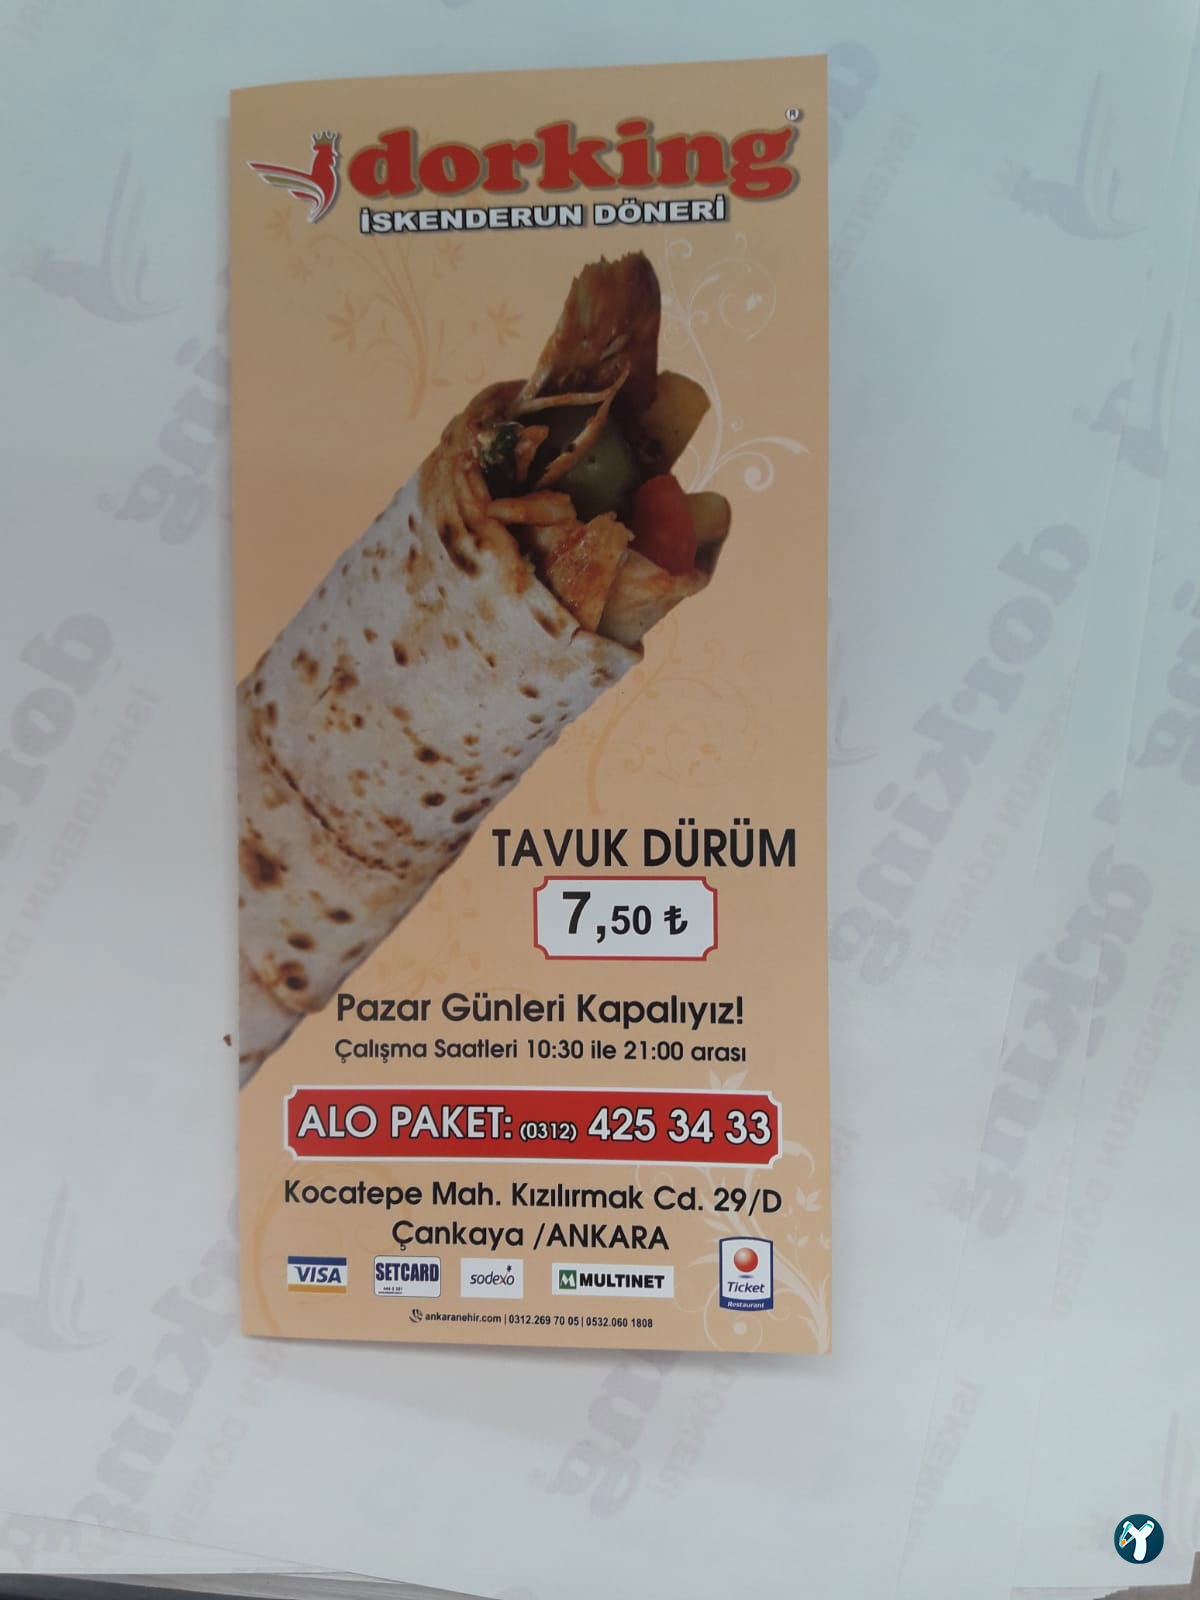 dorking®
İSKENDERUN DÖNERİ
TAVUK DÜRÜM
7,50 ₺
Pazar Günleri Kapalıyız!
Çalışma Saatleri 10:30 ile 21:00 arası
ALO PAKET: (0312) 425 34 33
Kocatepe Mah. Kızılırmak Cd. 29/D
Çankaya /ANKARA
VISA SETCARD sodexo MULTINET Ticket
Restaurant
ankaranehir.com | 0312.269 70 05 | 0532.060 1808